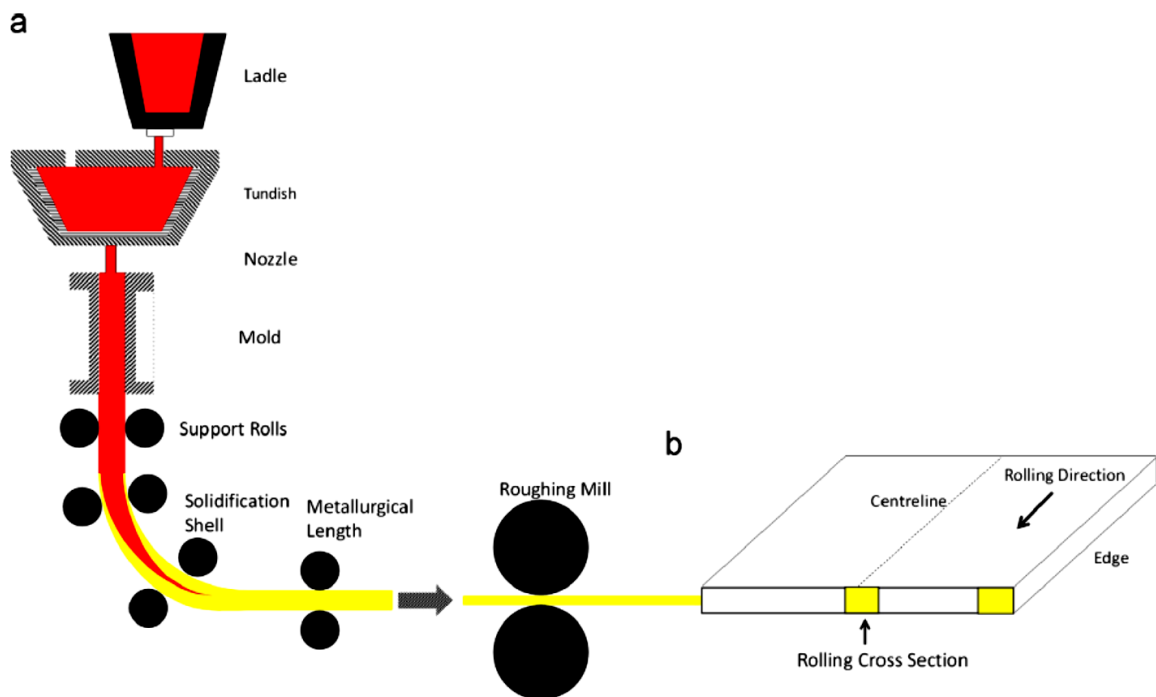 a
Ladle
Tundish
Nozzle
Mold
Support Rolls
Solidification
Shell
Metallurgical
Length
Roughing Mill
b
Centreline
Rolling Direction
Edge
Rolling Cross Section